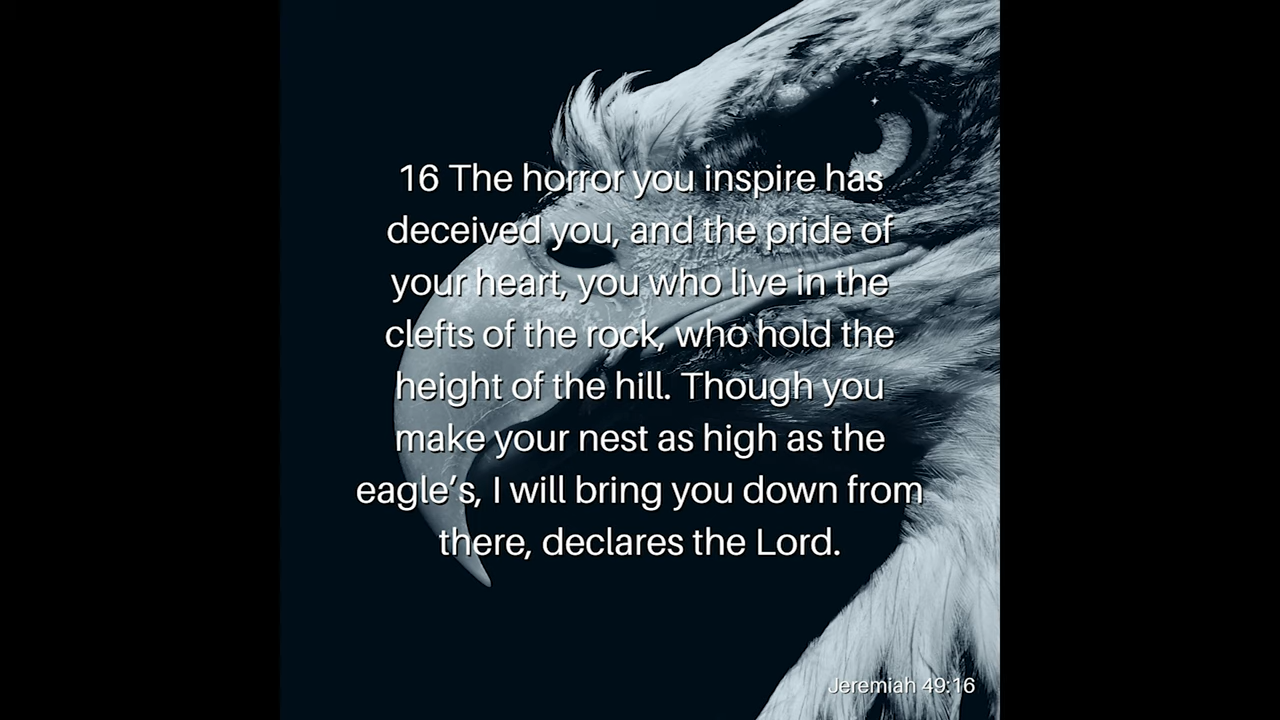 16 The horror you inspire has
deceived you, and the pride of
your heart, you who live in the
clefts of the rock, who hold the
height of the hill. Though you
make your nest as high as the
eagle’s, I will bring you down from
there, declares the Lord.
Jeremiah 49:16